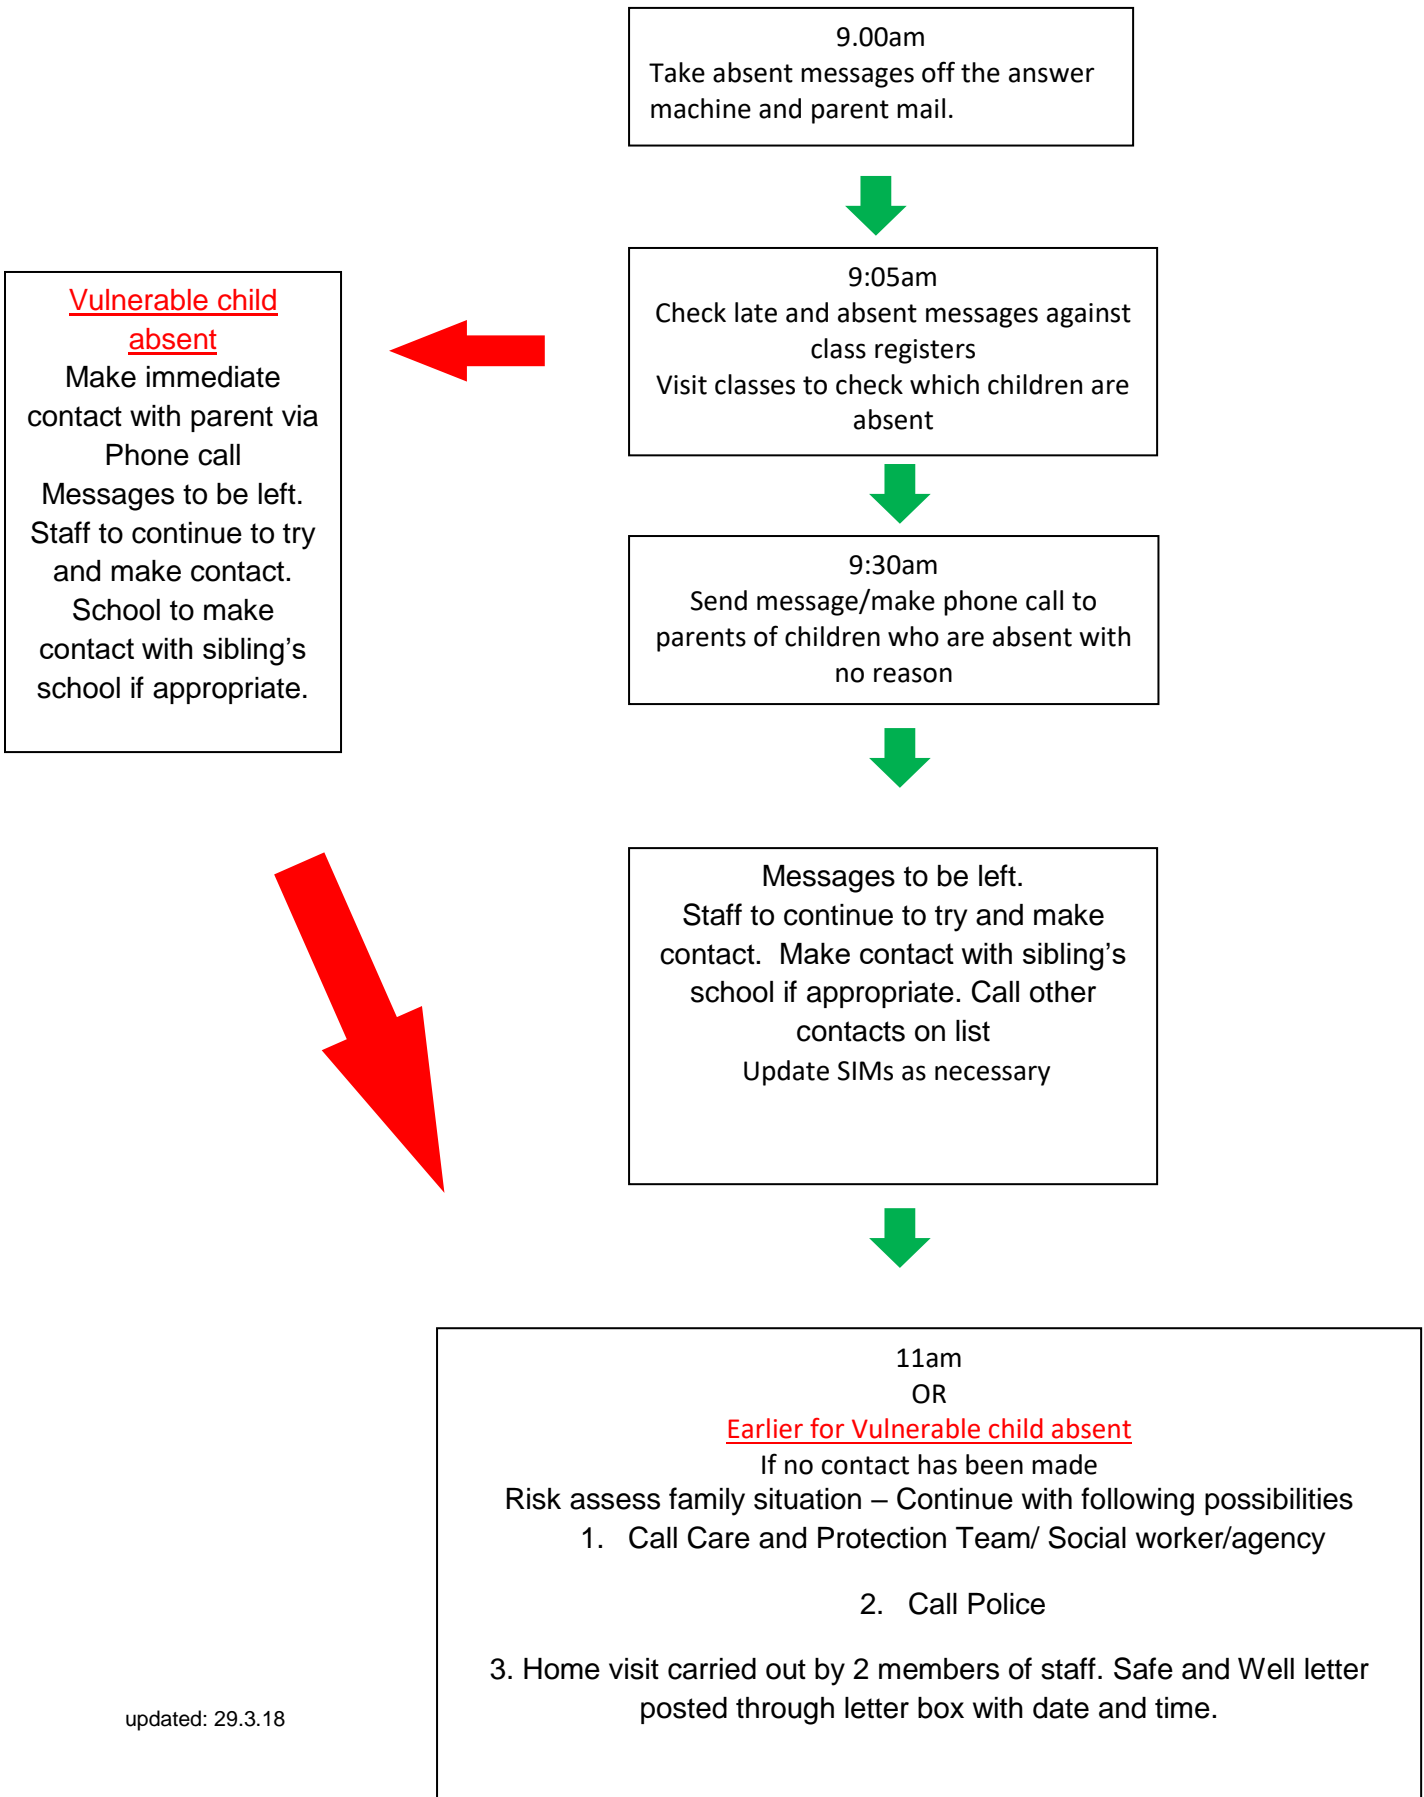 9.00am
Take absent messages off the answer
machine and parent mail.
9:05am
Check late and absent messages against
class registers
Visit classes to check which children are
absent
Vulnerable child
absent
Make immediate
contact with parent via
Phone call
Messages to be left.
Staff to continue to try
and make contact.
School to make
contact with sibling’s
school if appropriate.
9:30am
Send message/make phone call to
parents of children who are absent with
no reason
Messages to be left.
Staff to continue to try and make
contact.  Make contact with sibling’s
school if appropriate. Call other
contacts on list
Update SIMs as necessary
11am
OR
Earlier for Vulnerable child absent
If no contact has been made
Risk assess family situation – Continue with following possibilities
1. Call Care and Protection Team/ Social worker/agency
2. Call Police
3. Home visit carried out by 2 members of staff. Safe and Well letter
posted through letter box with date and time.
updated: 29.3.18